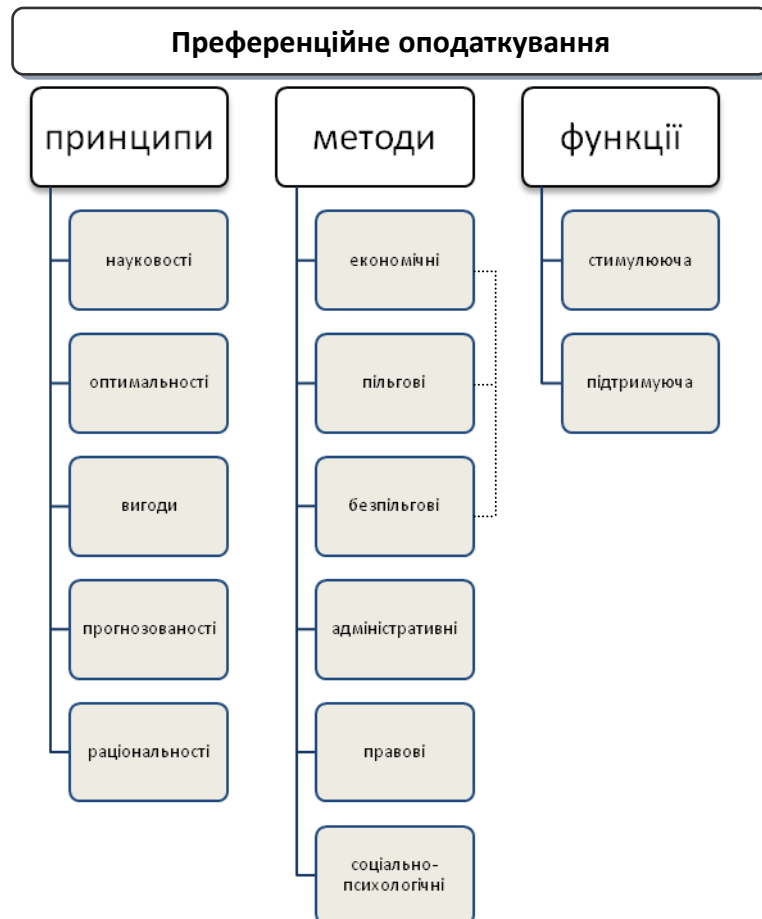 Преференційне оподаткування
принципи
науковості
оптимальності
вигоди
прогнозованості
раціональності
методи
економічні
пільгові
безпільгові
адміністративні
правові
соціально-
психологічні
функції
стимулююча
підтримуюча